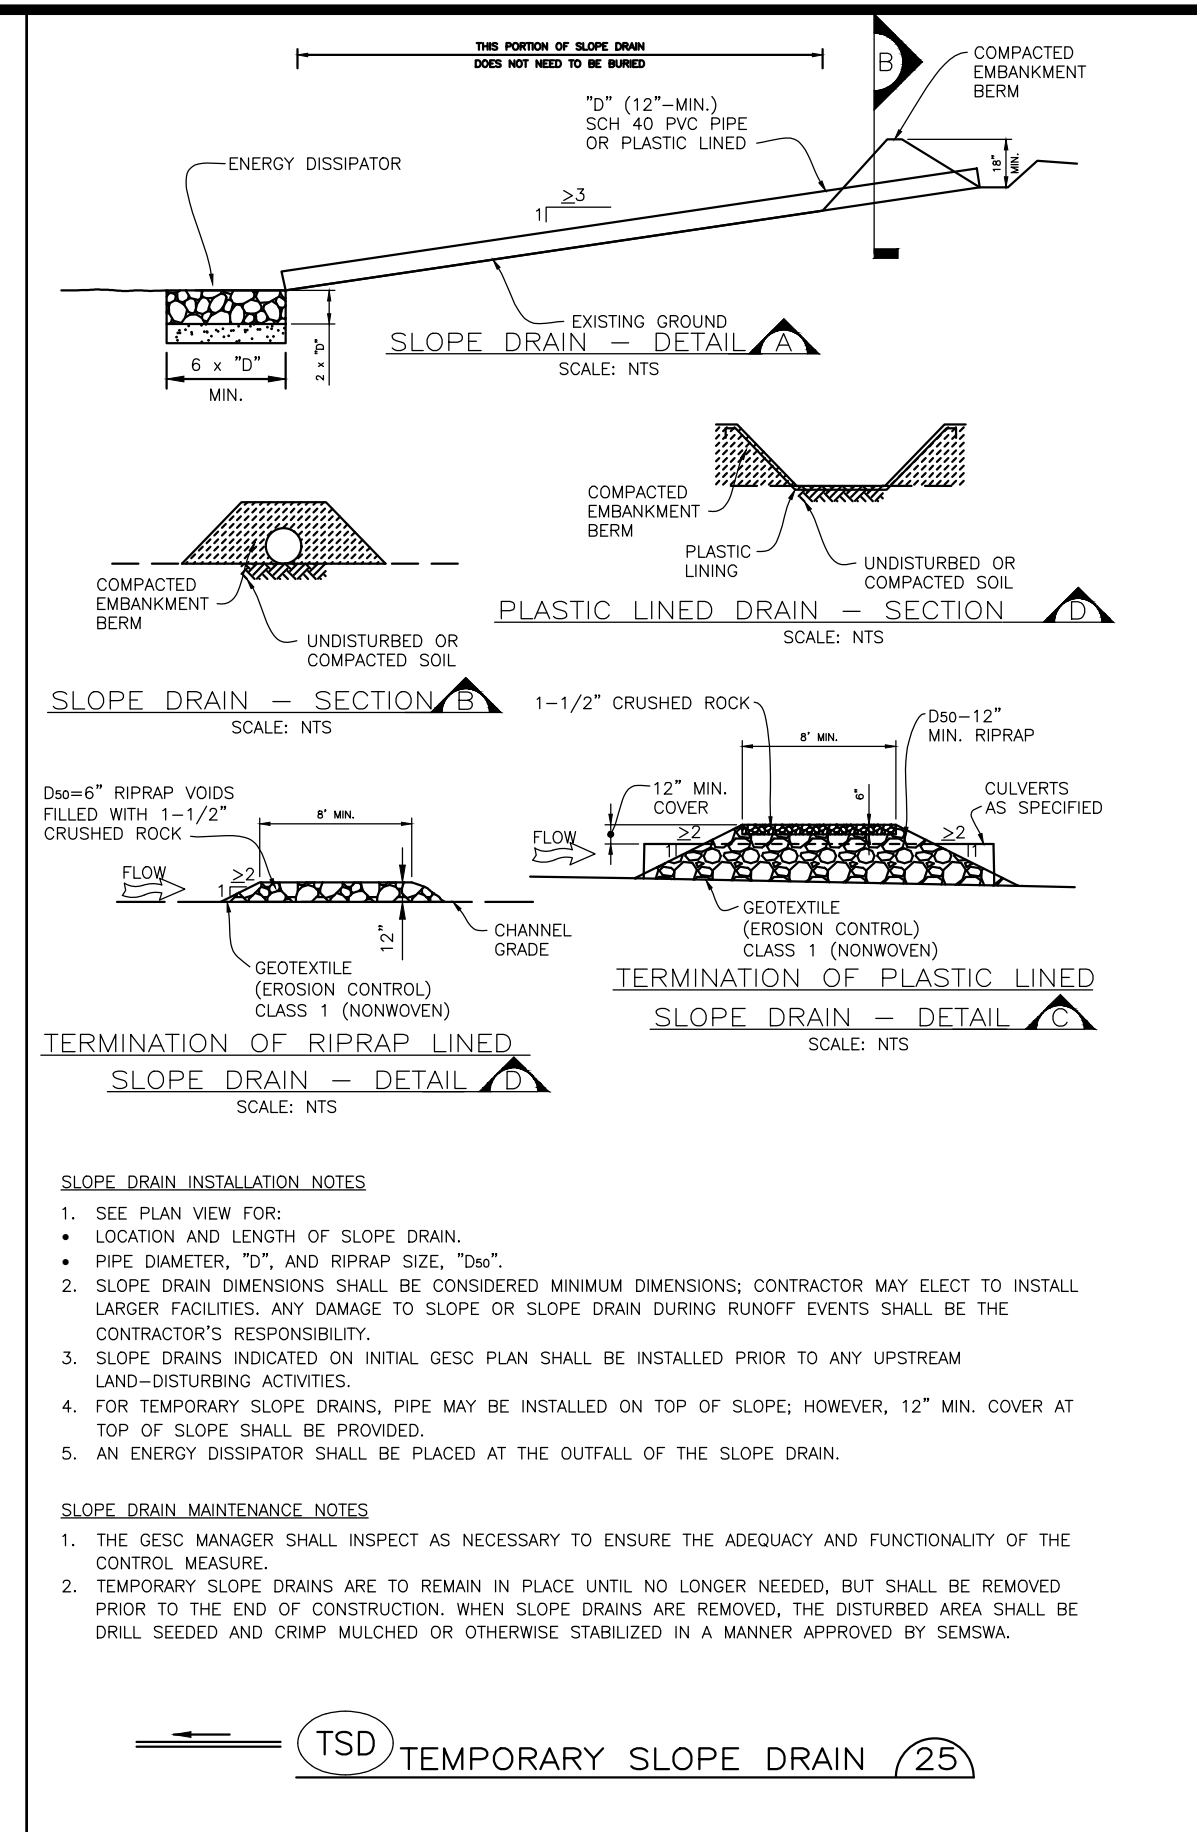 THIS PORTION OF SLOPE DRAIN
DOES NOT NEED TO BE BURIED
B
COMPACTED
EMBANKMENT
BERM
"D" (12"-MIN.)
SCH 40 PVC PIPE
OR PLASTIC LINED
18"
MIN.
ENERGY DISSIPATOR
≥3
1
EXISTING GROUND
SLOPE DRAIN - DETAIL A
SCALE: NTS
6 x "D"
MIN.
2 x "D"
COMPACTED
EMBANKMENT
BERM
PLASTIC
LINING
UNDISTURBED OR
COMPACTED SOIL
PLASTIC LINED DRAIN - SECTION D
SCALE: NTS
COMPACTED
EMBANKMENT
BERM
UNDISTURBED OR
COMPACTED SOIL
SLOPE DRAIN - SECTION B
SCALE: NTS
1-1/2" CRUSHED ROCK
D50-12"
MIN. RIPRAP
8' MIN.
12" MIN.
COVER
6"
CULVERTS
AS SPECIFIED
FLOW
≥2
1
≥2
1
GEOTEXTILE
(EROSION CONTROL)
CLASS 1 (NONWOVEN)
TERMINATION OF PLASTIC LINED
SLOPE DRAIN - DETAIL C
SCALE: NTS
D50=6" RIPRAP VOIDS
FILLED WITH 1-1/2"
CRUSHED ROCK
8' MIN.
FLOW
≥2
1
12"
CHANNEL
GRADE
GEOTEXTILE
(EROSION CONTROL)
CLASS 1 (NONWOVEN)
TERMINATION OF RIPRAP LINED
SLOPE DRAIN - DETAIL D
SCALE: NTS
SLOPE DRAIN INSTALLATION NOTES
1. SEE PLAN VIEW FOR:
• LOCATION AND LENGTH OF SLOPE DRAIN.
• PIPE DIAMETER, "D", AND RIPRAP SIZE, "D50".
2. SLOPE DRAIN DIMENSIONS SHALL BE CONSIDERED MINIMUM DIMENSIONS; CONTRACTOR MAY ELECT TO INSTALL
LARGER FACILITIES. ANY DAMAGE TO SLOPE OR SLOPE DRAIN DURING RUNOFF EVENTS SHALL BE THE
CONTRACTOR'S RESPONSIBILITY.
3. SLOPE DRAINS INDICATED ON INITIAL GESC PLAN SHALL BE INSTALLED PRIOR TO ANY UPSTREAM
LAND-DISTURBING ACTIVITIES.
4. FOR TEMPORARY SLOPE DRAINS, PIPE MAY BE INSTALLED ON TOP OF SLOPE; HOWEVER, 12" MIN. COVER AT
TOP OF SLOPE SHALL BE PROVIDED.
5. AN ENERGY DISSIPATOR SHALL BE PLACED AT THE OUTFALL OF THE SLOPE DRAIN.
SLOPE DRAIN MAINTENANCE NOTES
1. THE GESC MANAGER SHALL INSPECT AS NECESSARY TO ENSURE THE ADEQUACY AND FUNCTIONALITY OF THE
CONTROL MEASURE.
2. TEMPORARY SLOPE DRAINS ARE TO REMAIN IN PLACE UNTIL NO LONGER NEEDED, BUT SHALL BE REMOVED
PRIOR TO THE END OF CONSTRUCTION. WHEN SLOPE DRAINS ARE REMOVED, THE DISTURBED AREA SHALL BE
DRILL SEEDED AND CRIMP MULCHED OR OTHERWISE STABILIZED IN A MANNER APPROVED BY SEMSWA.
TSD TEMPORARY SLOPE DRAIN 25